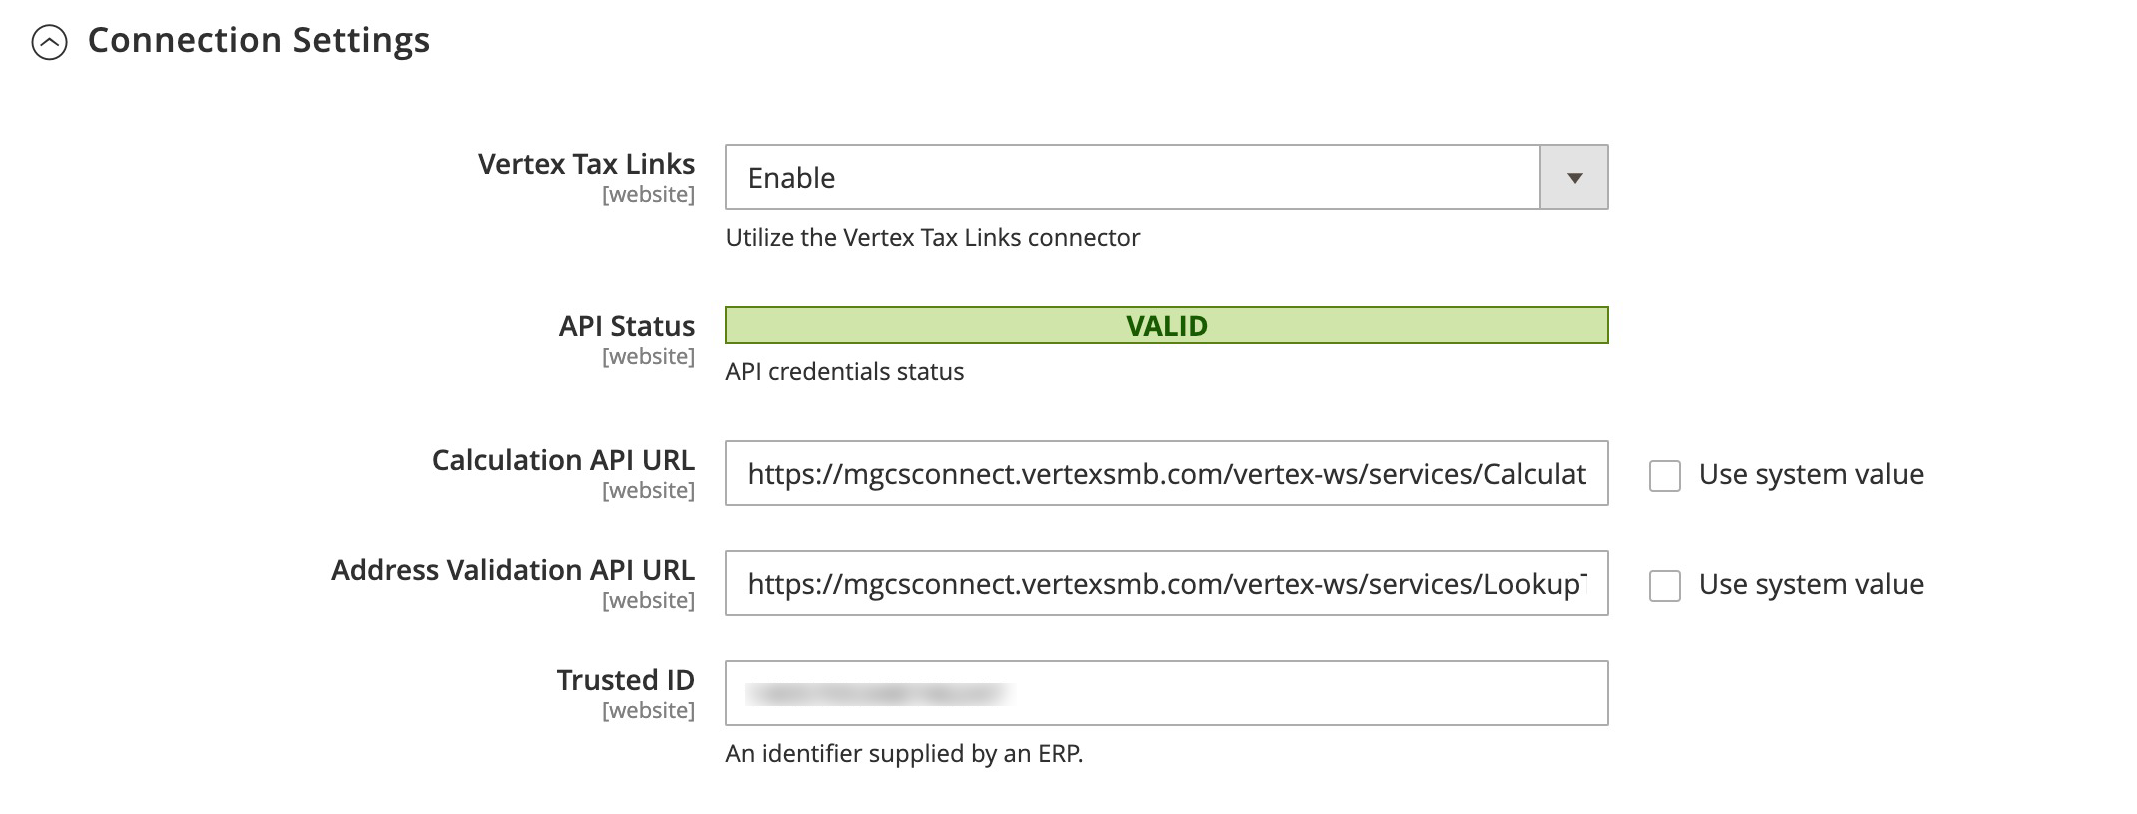 Connection Settings
Vertex Tax Links
[website]
Enable
Utilize the Vertex Tax Links connector
API Status
[website]
VALID
API credentials status
Calculation API URL
[website]
https://mgcsconnect.vertexsmb.com/vertex-ws/services/Calculat
Use system value
Address Validation API URL
[website]
https://mgcsconnect.vertexsmb.com/vertex-ws/services/Lookup
Use system value
Trusted ID
[website]
An identifier supplied by an ERP.